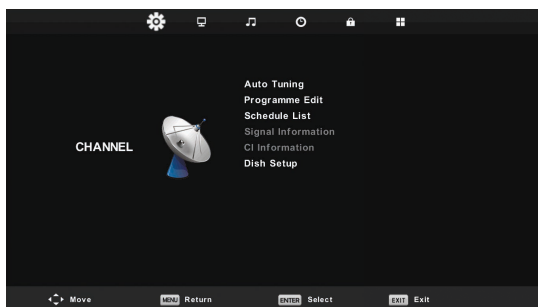 Auto Tuning
Programme Edit
Schedule List
Signal Information
CHANNEL
CI Information
Dish Setup
Move
MENU Return
ENTER Select
EXIT Exit